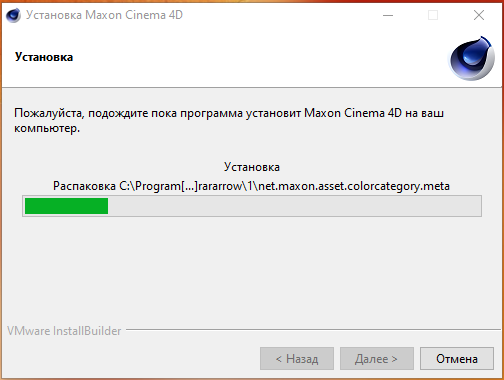 Установка Maxon Cinema 4D
Установка
Пожалуйста, подождите пока программа установит Maxon Cinema 4D на ваш
компьютер.
Установка
Распаковка C:\Program[...]rararrow\1\net.maxon.asset.colorcategory.meta
VMware InstallBuilder
< Назад
Далее >
Отмена